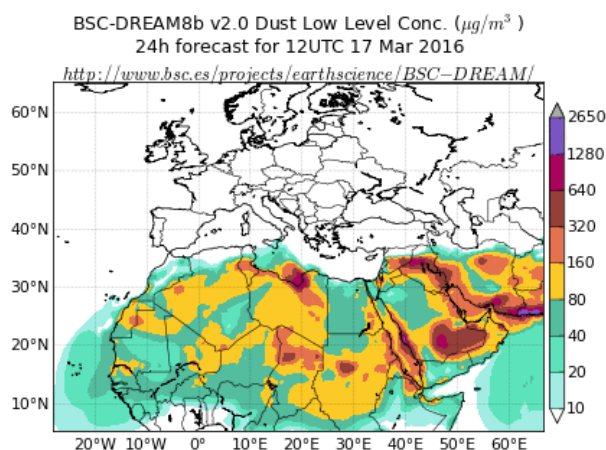 BSC-DREAM8b v2.0 Dust Low Level Conc. (μg/m³ )
24h forecast for 12UTC 17 Mar 2016
http://www.bsc.es/projects/earthscience/BSC−DREAM/
60°N
50°N
40°N
30°N
20°N
10°N
20°W 10°W 0° 10°E 20°E 30°E 40°E 50°E 60°E
2650
1280
640
320
160
80
40
20
10